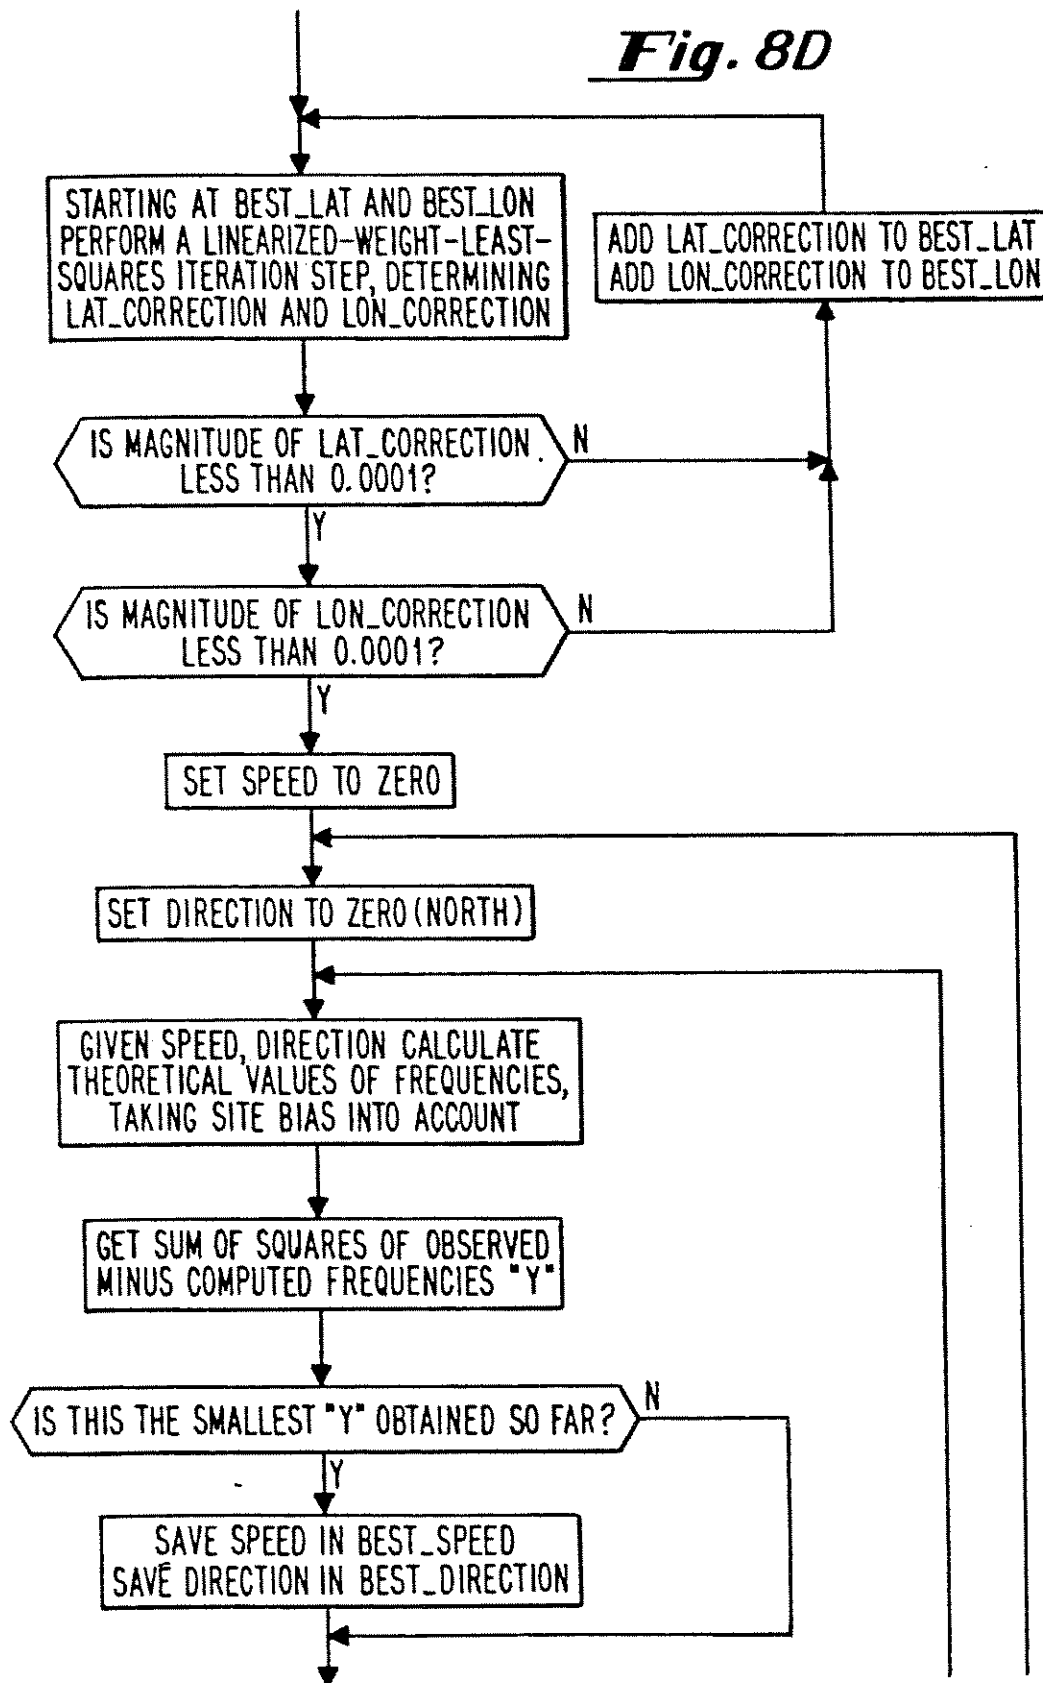 Fig. 8D
STARTING AT BEST_LAT AND BEST_LON
PERFORM A LINEARIZED-WEIGHT-LEAST-
SQUARES ITERATION STEP, DETERMINING
LAT_CORRECTION AND LON_CORRECTION
ADD LAT_CORRECTION TO BEST_LAT
ADD LON_CORRECTION TO BEST_LON
IS MAGNITUDE OF LAT_CORRECTION
LESS THAN 0.0001?
N
Y
IS MAGNITUDE OF LON_CORRECTION
LESS THAN 0.0001?
N
Y
SET SPEED TO ZERO
SET DIRECTION TO ZERO(NORTH)
GIVEN SPEED, DIRECTION CALCULATE
THEORETICAL VALUES OF FREQUENCIES,
TAKING SITE BIAS INTO ACCOUNT
GET SUM OF SQUARES OF OBSERVED
MINUS COMPUTED FREQUENCIES "Y"
IS THIS THE SMALLEST "Y" OBTAINED SO FAR?
N
Y
SAVE SPEED IN BEST_SPEED
SAVE DIRECTION IN BEST_DIRECTION